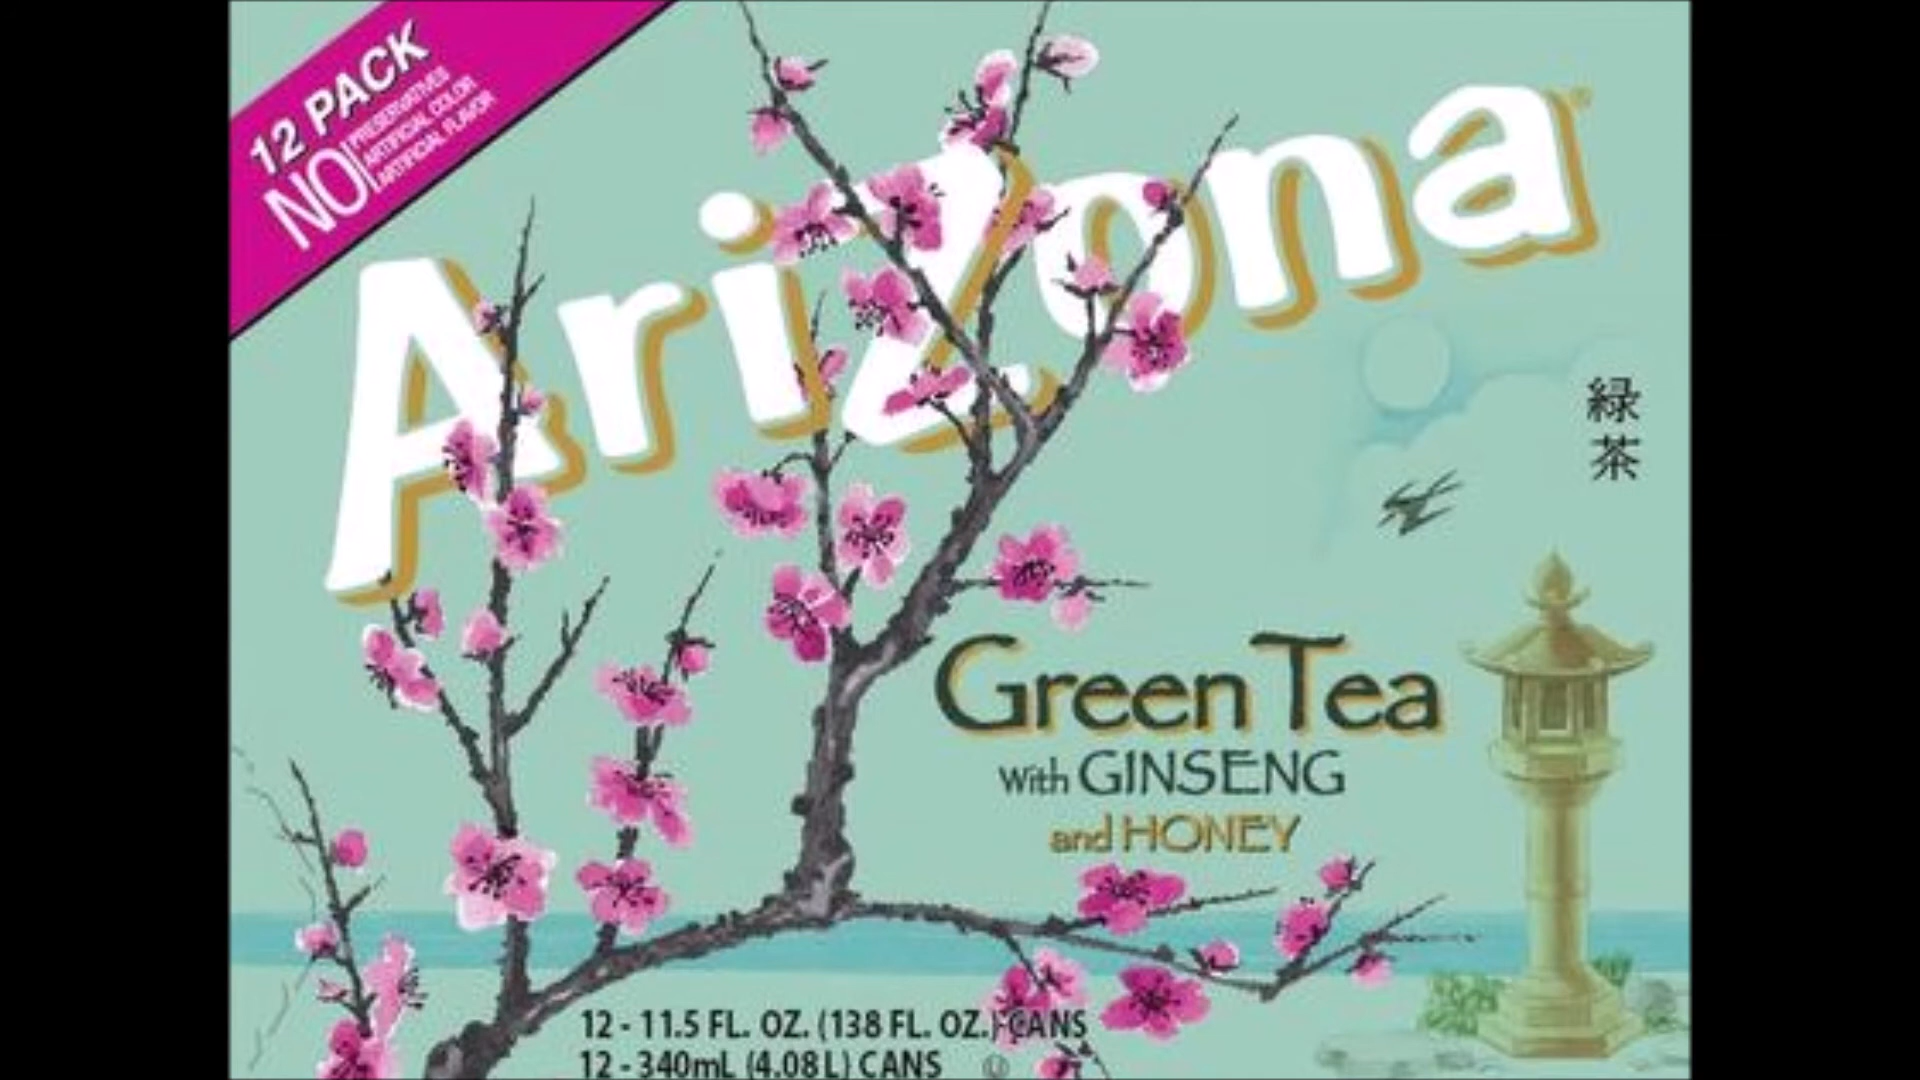 12 PACK
NO
PRESERVATIVES
ARTIFICIAL COLOR
ARTIFICIAL FLAVOR
AriZona
緑
茶
Green Tea
with GINSENG
and HONEY
12 - 11.5 FL. OZ. (138 FL. OZ.) CANS
12 - 340mL (4.08L) CANS